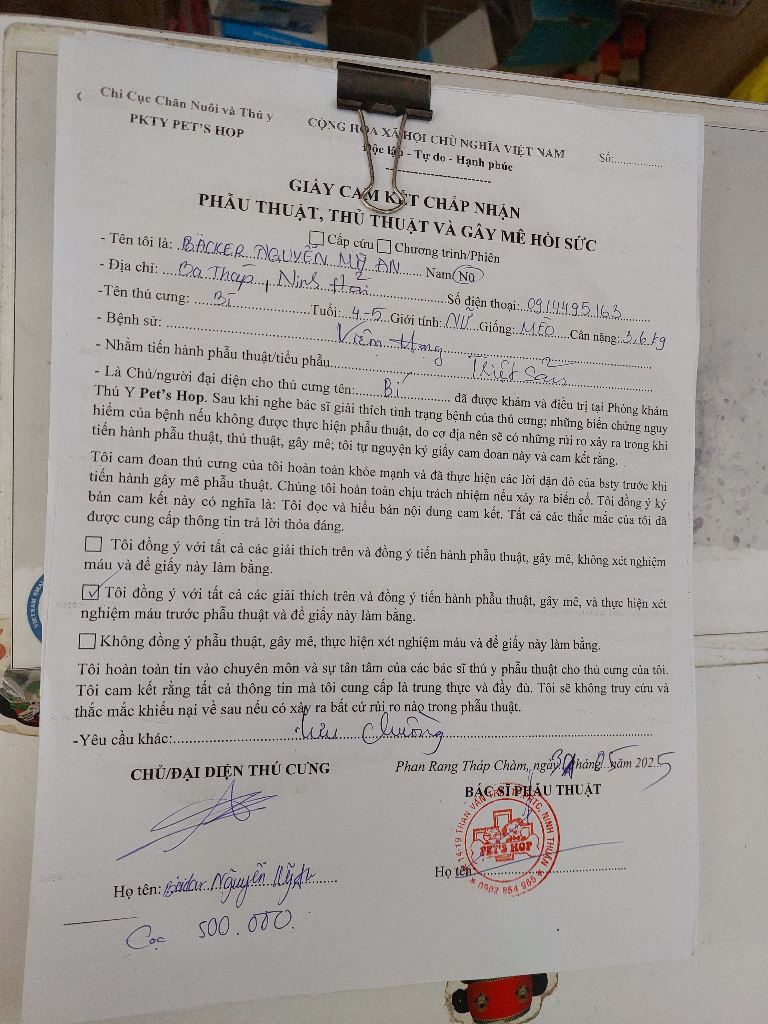 Chi Cục Chăn Nuôi và Thú y
PKTY PET'S HOP
CỘNG HÒA XÃ HỘI CHỦ NGHĨA VIỆT NAM
Độc lập - Tự do - Hạnh phúc
Số:................
GIẤY CAM KẾT CHẤP NHẬN
PHẪU THUẬT, THỦ THUẬT VÀ GÂY MÊ HỒI SỨC
Cấp cứu Chương trình/Phiên
- Tên tôi là: BÄCKER NGUYỄN MỸ AN Nam/Nữ
- Địa chỉ: Ba Tháp, Ninh Hải Số điện thoại: 0914495163
-Tên thú cưng: Bí Tuổi: 4-5 Giới tính: NỮ Giống: MÈO Cân nặng: 3,6 kg
- Bệnh sử: Viêm
- Nhằm tiến hành phẫu thuật/tiểu phẫu Triệt sản
- Là Chủ/người đại diện cho thú cưng tên: Bí đã được khám và điều trị tại Phòng khám
Thú Y Pet's Hop. Sau khi nghe bác sĩ giải thích tình trạng bệnh của thú cưng; những biến chứng nguy
hiểm của bệnh nếu không được thực hiện phẫu thuật, do cơ địa nên sẽ có những rủi ro xảy ra trong khi
tiến hành phẫu thuật, thủ thuật, gây mê; tôi tự nguyện ký giấy cam đoan này và cam kết rằng.
Tôi cam đoan thú cưng của tôi hoàn toàn khỏe mạnh và đã thực hiện các lời dặn dò của bsty trước khi
tiến hành gây mê phẫu thuật. Chúng tôi hoàn toàn chịu trách nhiệm nếu xảy ra biến cố. Tôi đồng ý ký
bản cam kết này có nghĩa là: Tôi đọc và hiểu bản nội dung cam kết. Tất cả các thắc mắc của tôi đã
được cung cấp thông tin trả lời thỏa đáng.
Tôi đồng ý với tất cả các giải thích trên và đồng ý tiến hành phẫu thuật, gây mê, không xét nghiệm
máu và để giấy này làm bằng.
Tôi đồng ý với tất cả các giải thích trên và đồng ý tiến hành phẫu thuật, gây mê, và thực hiện xét
nghiệm máu trước phẫu thuật và để giấy này làm bằng.
Không đồng ý phẫu thuật, gây mê, thực hiện xét nghiệm máu và để giấy này làm bằng.
Tôi hoàn toàn tin vào chuyên môn và sự tân tâm của các bác sĩ thú y phẫu thuật cho thú cưng của tôi.
Tôi cam kết rằng tất cả thông tin mà tôi cung cấp là trung thực và đầy đủ. Tôi sẽ không truy cứu và
thắc mắc khiếu nại về sau nếu có xảy ra bất cứ rủi ro nào trong phẫu thuật.
-Yêu cầu khác: lưu chuồng
CHỦ/ĐẠI DIỆN THÚ CƯNG
Phan Rang Tháp Chàm, ngày tháng 05 năm 2025
BÁC SĨ PHẪU THUẬT
PET'S HOP
Họ tên: Nguyễn Mỹ An
Họ tên:
Cọc 500.000.